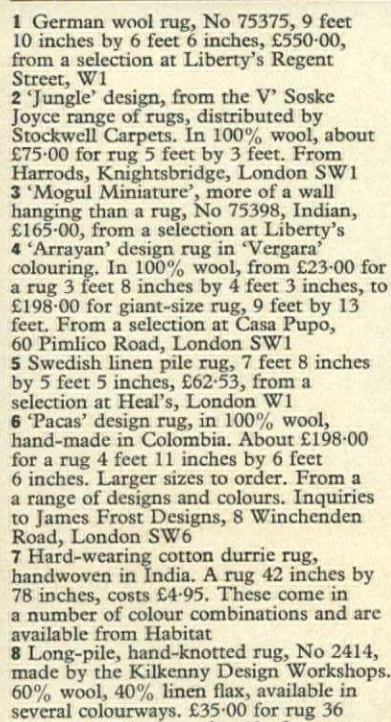 1 German wool rug, No 75375, 9 feet
10 inches by 6 feet 6 inches, £550·00,
from a selection at Liberty's Regent
Street, W1
2 'Jungle' design, from the V' Soske
Joyce range of rugs, distributed by
Stockwell Carpets. In 100% wool, about
£75·00 for rug 5 feet by 3 feet. From
Harrods, Knightsbridge, London SW1
3 'Mogul Miniature', more of a wall
hanging than a rug, No 75398, Indian,
£165·00, from a selection at Liberty's
4 'Arrayan' design rug in 'Vergara'
colouring. In 100% wool, from £23·00 for
a rug 3 feet 8 inches by 4 feet 3 inches, to
£198·00 for giant-size rug, 9 feet by 13
feet. From a selection at Casa Pupo,
60 Pimlico Road, London SW1
5 Swedish linen pile rug, 7 feet 8 inches
by 5 feet 5 inches, £62·53, from a
selection at Heal's, London W1
6 'Pacas' design rug, in 100% wool,
hand-made in Colombia. About £198·00
for a rug 4 feet 11 inches by 6 feet
6 inches. Larger sizes to order. From a
a range of designs and colours. Inquiries
to James Frost Designs, 8 Winchenden
Road, London SW6
7 Hard-wearing cotton durrie rug,
handwoven in India. A rug 42 inches by
78 inches, costs £4·95. These come in
a number of colour combinations and are
available from Habitat
8 Long-pile, hand-knotted rug, No 2414,
made by the Kilkenny Design Workshops.
60% wool, 40% linen flax, available in
several colourways. £35·00 for rug 36